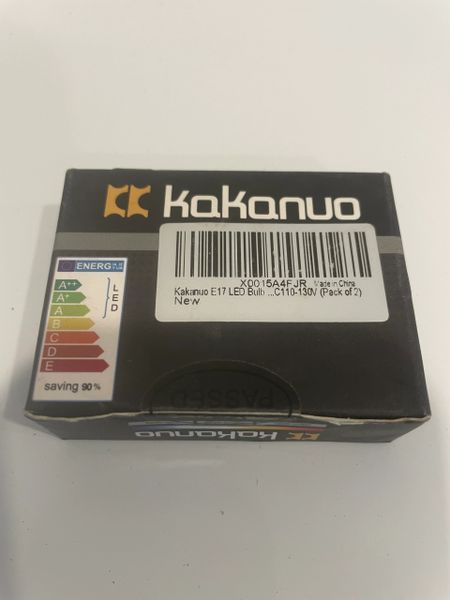 kakanuo
X0015A4FJR Made in China
Kakanuo E17 LED Bulb ...C110-130V (Pack of 2)
New
ENERG
A++
A+
A
B
C
D
E
LED
saving 90%
PASSED
kakanuo